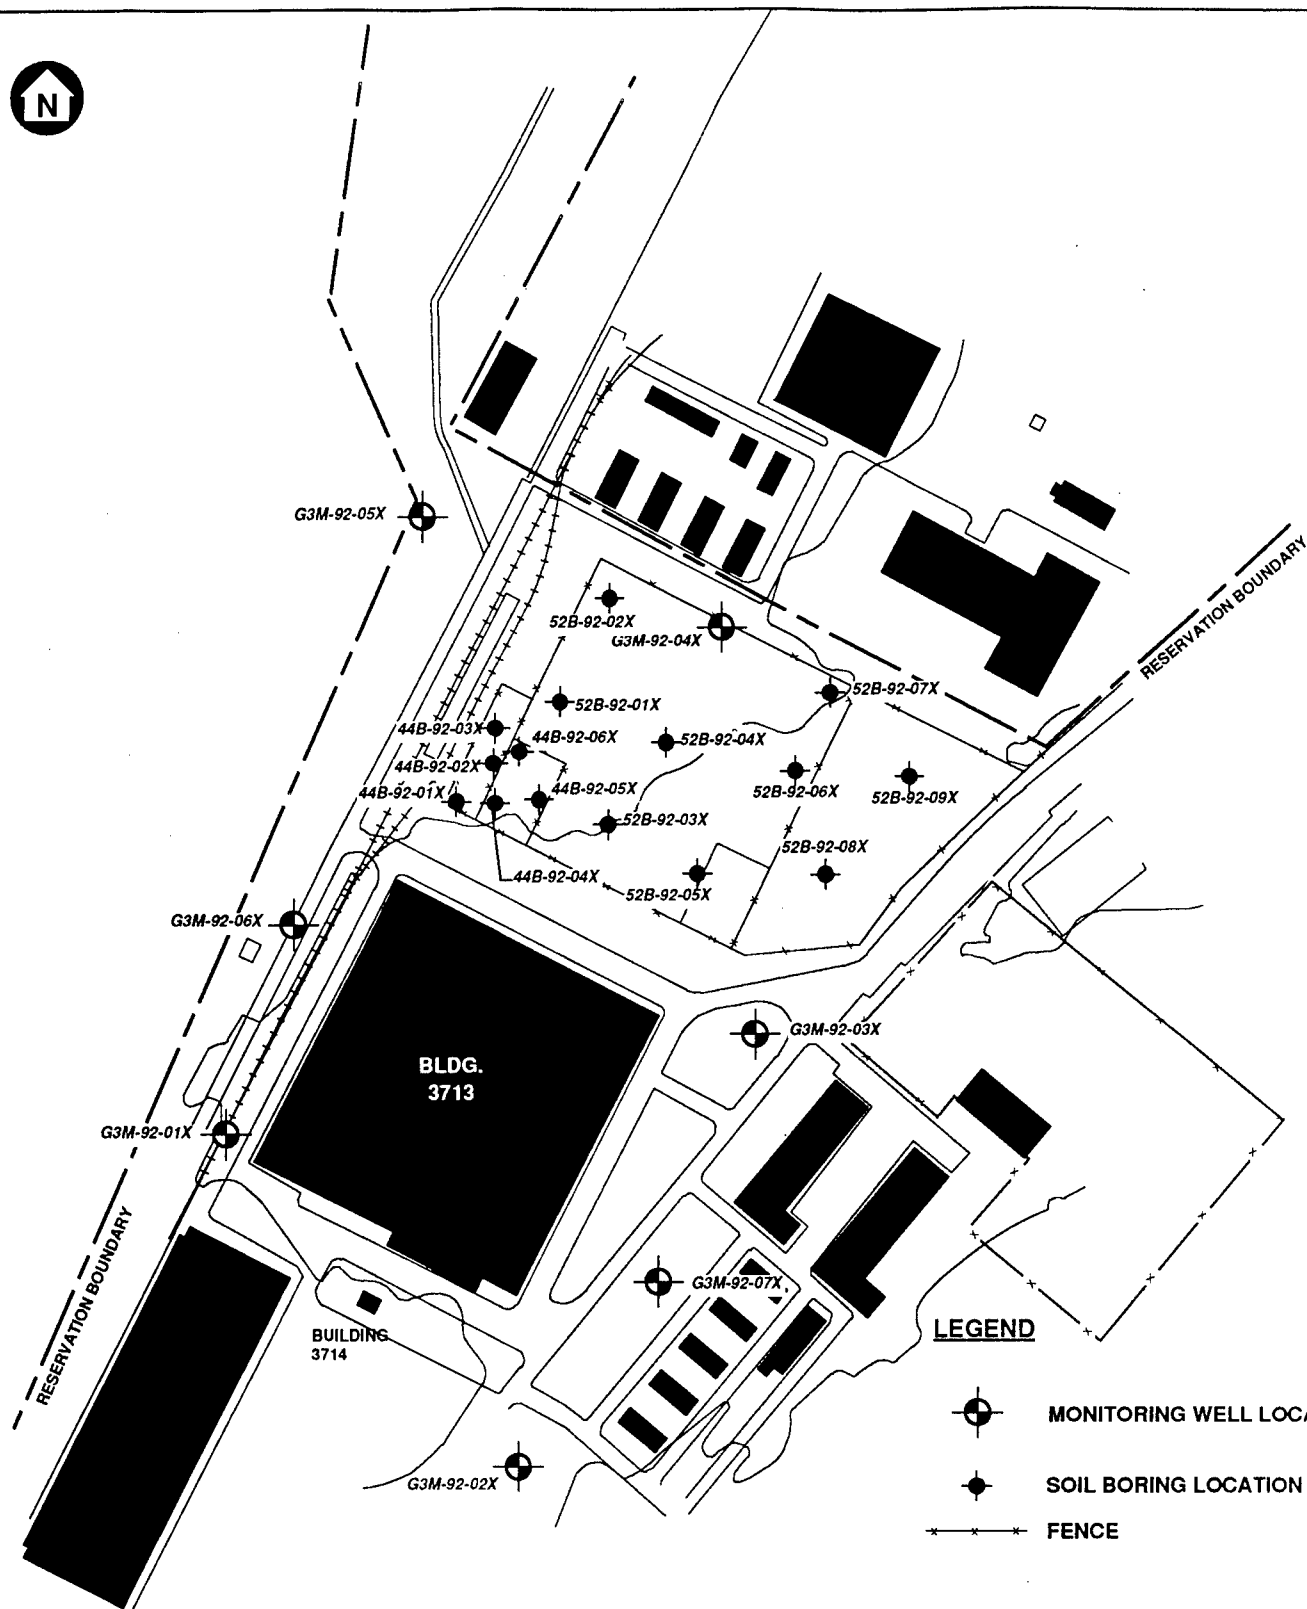 N
G3M-92-05X
52B-92-02X
G3M-92-04X
RESERVATION BOUNDARY
52B-92-07X
52B-92-01X
44B-92-03X
44B-92-06X
52B-92-04X
44B-92-02X
44B-92-01X
44B-92-05X
52B-92-06X
52B-92-09X
52B-92-03X
52B-92-08X
44B-92-04X
52B-92-05X
G3M-92-06X
G3M-92-03X
BLDG.
3713
G3M-92-01X
RESERVATION BOUNDARY
G3M-92-07X
BUILDING
3714
G3M-92-02X
LEGEND
MONITORING WELL
SOIL BORING LOCATION
FENCE